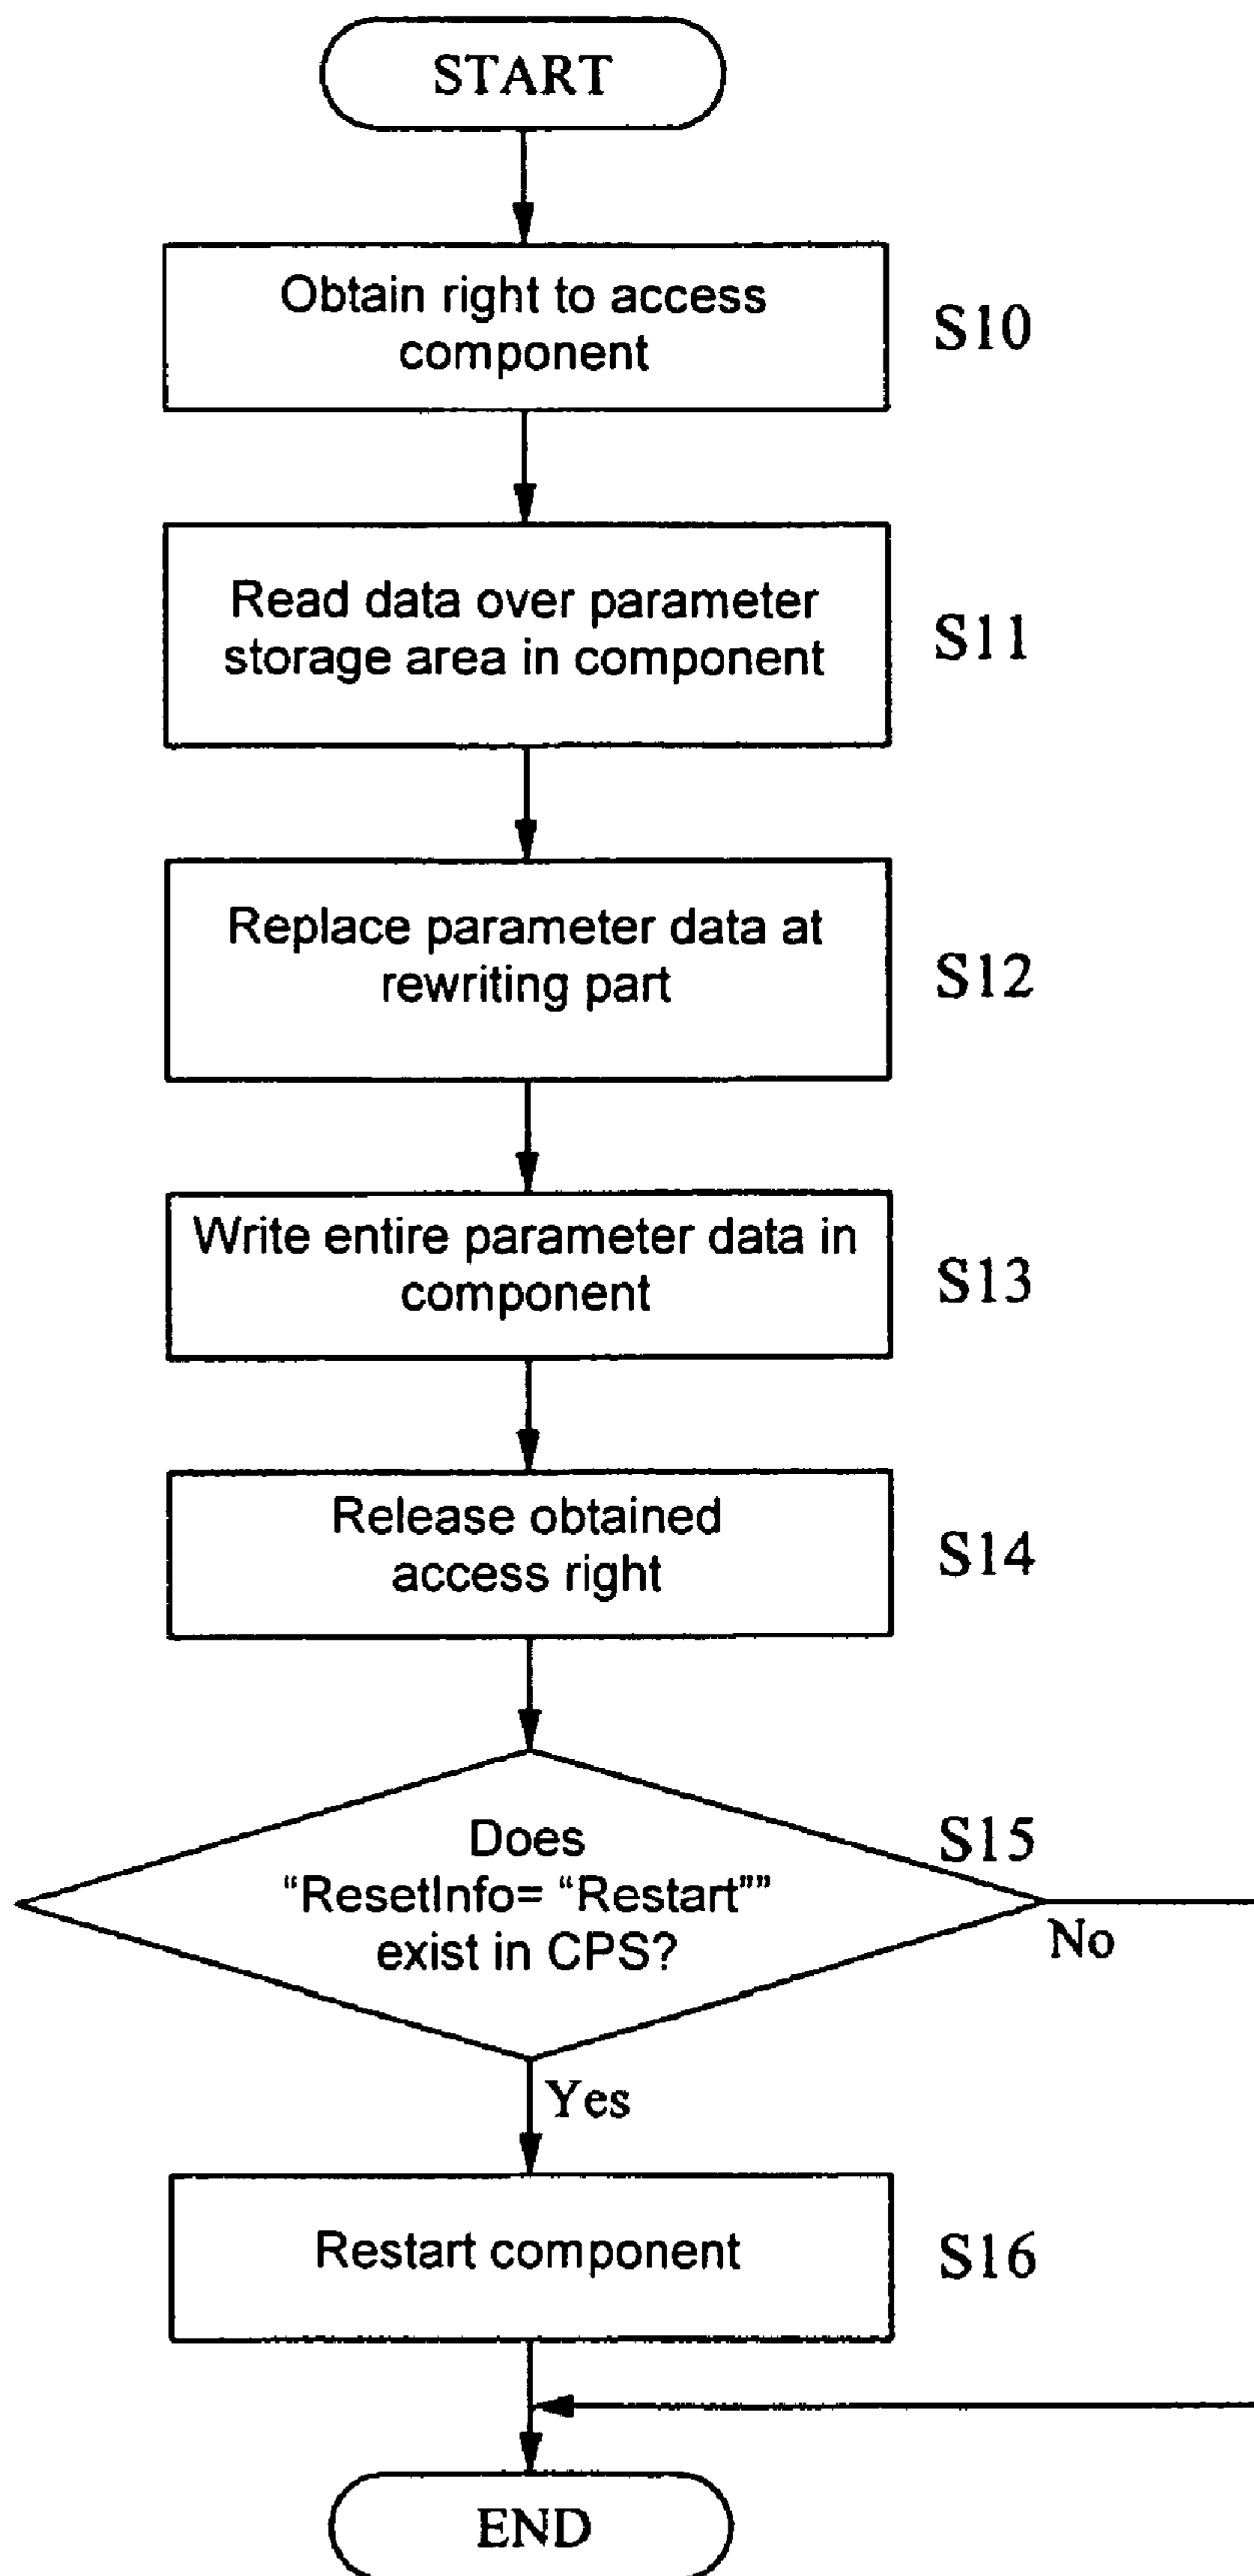 START
Obtain right to access
component
S10
Read data over parameter
storage area in component
S11
Replace parameter data at
rewriting part
S12
Write entire parameter data in
component
S13
Release obtained
access right
S14
Does
“ResetInfo= “Restart””
exist in CPS?
S15
No
Yes
Restart component
S16
END